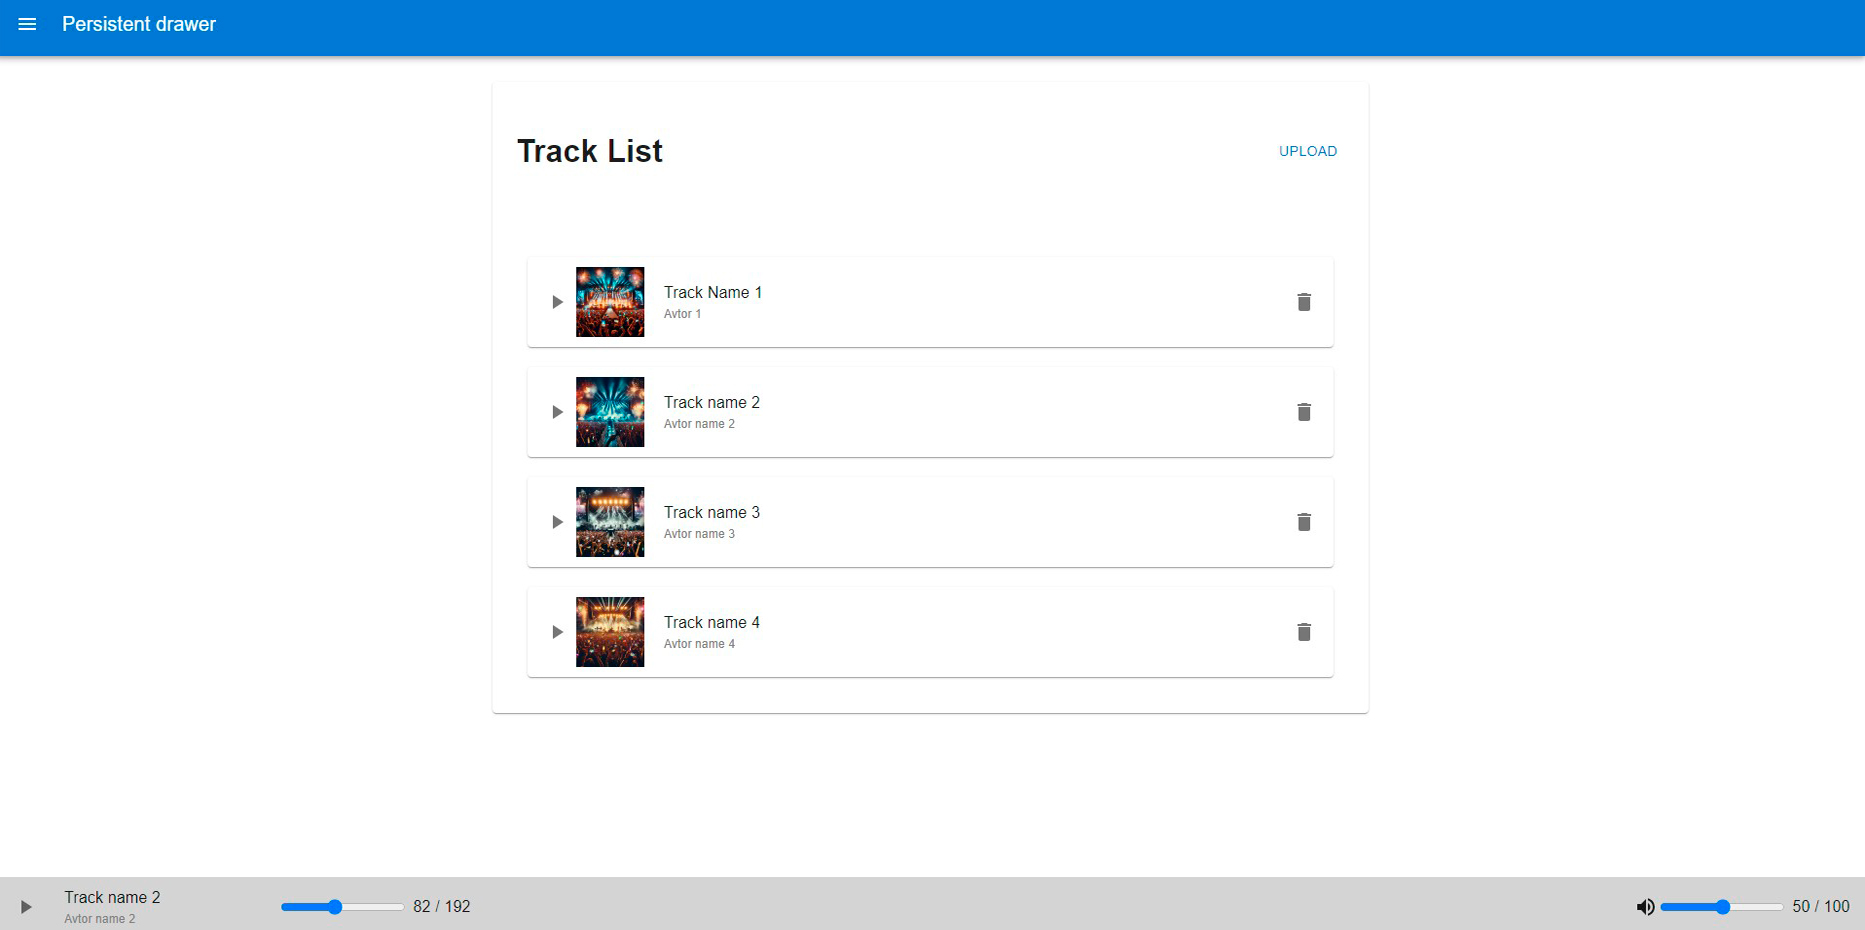 Persistent drawer
Track List
UPLOAD
Track Name 1
Avtor 1
Track name 2
Avtor name 2
Track name 3
Avtor name 3
Track name 4
Avtor name 4
Track name 2
Avtor name 2
82 / 192
50 / 100